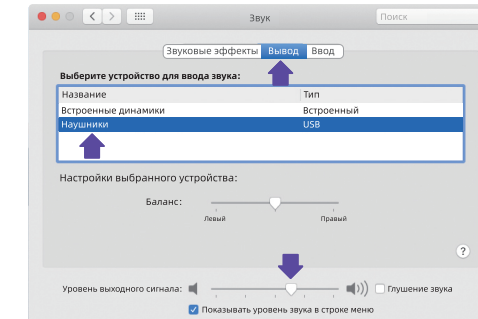 Звук
Поиск
Звуковые эффекты Вывод Ввод
Выберите устройство для ввода звука:
Название Тип
Встроенные динамики Встроенный
Наушники USB
Настройки выбранного устройства:
Баланс:
Левый Правый
?
Уровень выходного сигнала: Глушение звука
Показывать уровень звука в строке меню